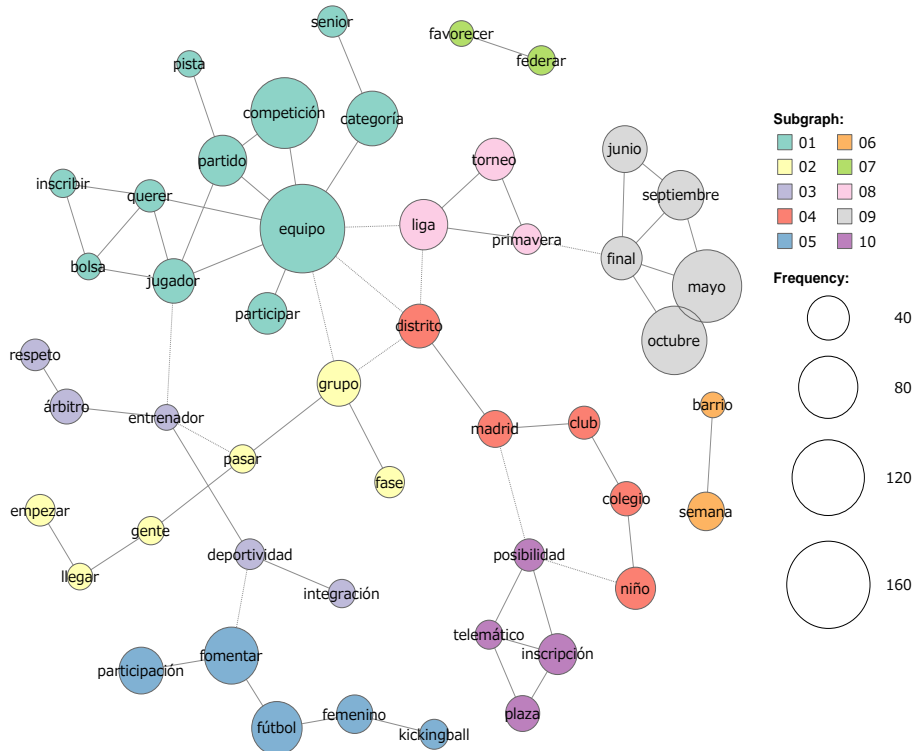 senior
favorecer
federar
pista
competición
categoría
Subgraph:
01 06
02 07
03 08
04 09
05 10
partido
torneo
junio
inscribir
querer
septiembre
equipo
liga
primavera
final
bolsa
jugador
mayo
Frequency:
participar
distrito
octubre
40
respeto
grupo
80
árbitro
entrenador
barrio
madrid
club
pasar
fase
120
colegio
empezar
semana
gente
deportividad
posibilidad
llegar
integración
niño
160
telemático
fomentar
inscripción
participación
plaza
femenino
fútbol
kickingball